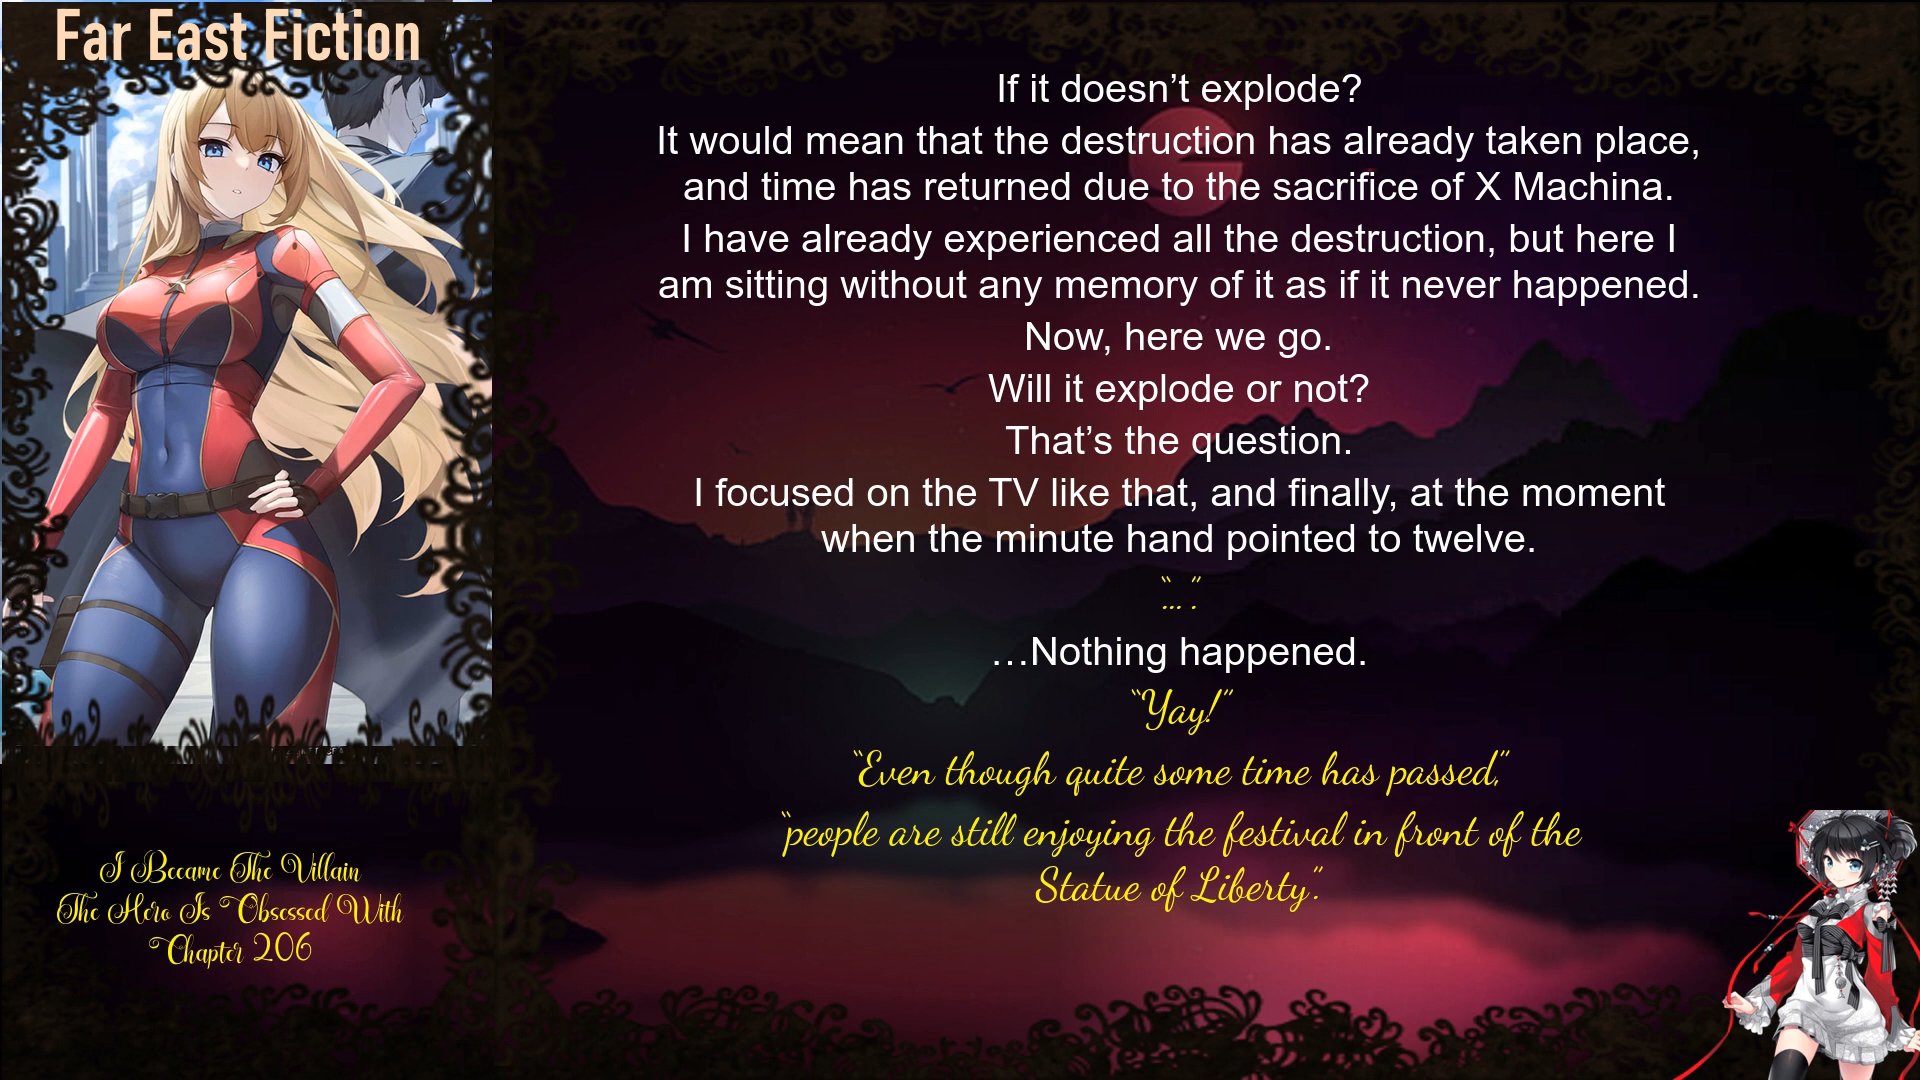 Far East Fiction
If it doesn’t explode?
It would mean that the destruction has already taken place,
and time has returned due to the sacrifice of X Machina.
I have already experienced all the destruction, but here I
am sitting without any memory of it as if it never happened.
Now, here we go.
Will it explode or not?
That’s the question.
I focused on the TV like that, and finally, at the moment
when the minute hand pointed to twelve.
“…”.
…Nothing happened.
“Yay!”
“Even though quite some time has passed,”
“people are still enjoying the festival in front of the
Statue of Liberty”.
I Became The Villain
The Hero Is Obsessed With
Chapter 206